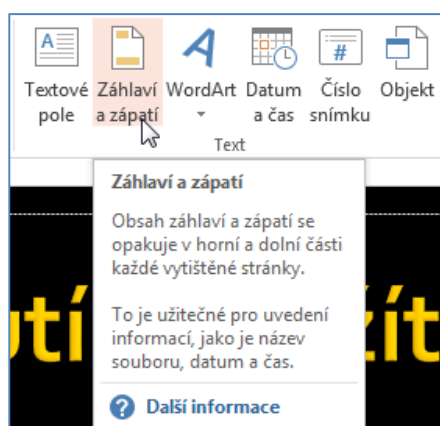 A
#
Textové Záhlaví WordArt Datum Číslo Objekt
pole a zápatí a čas snímku
Text
Záhlaví a zápatí
Obsah záhlaví a zápatí se
opakuje v horní a dolní části
každé vytištěné stránky.
To je užitečné pro uvedení
informací, jako je název
souboru, datum a čas.
? Další informace
utí
žít